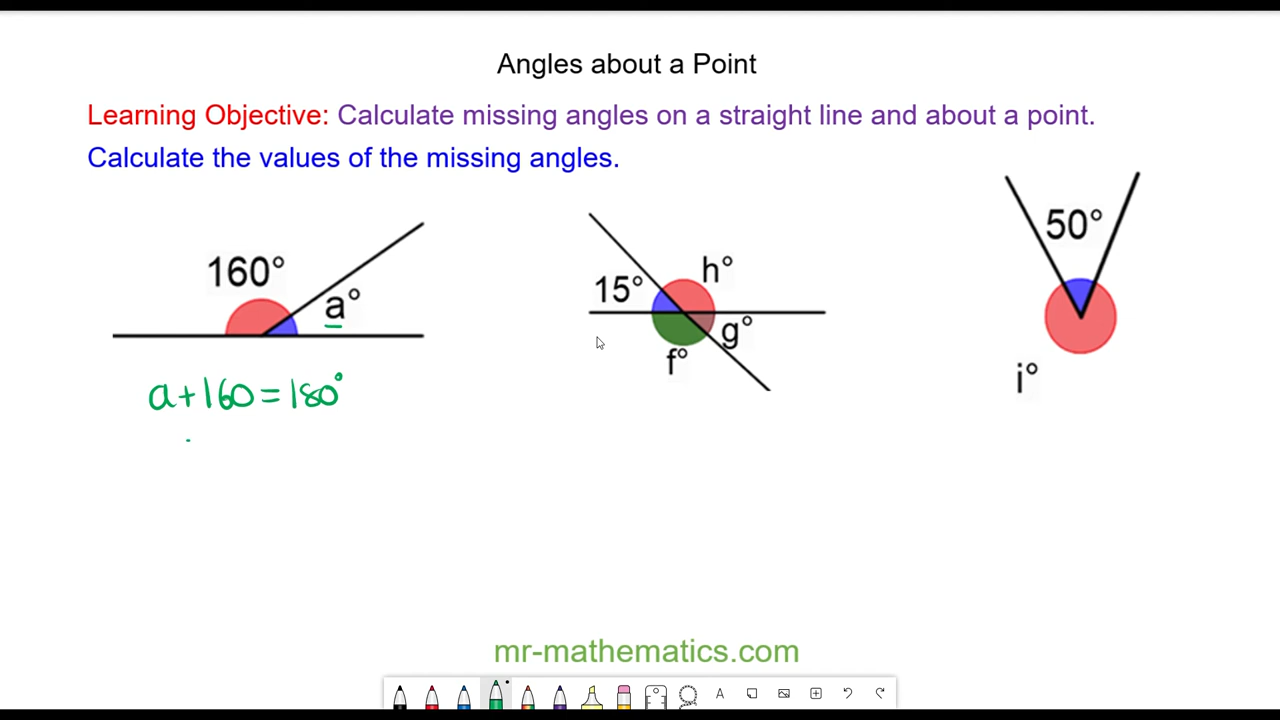 Angles about a Point
Learning Objective: Calculate missing angles on a straight line and about a point.
Calculate the values of the missing angles.
160°
a°
a+160=180°
15°
h°
g°
f°
50°
i°
mr-mathematics.com
A